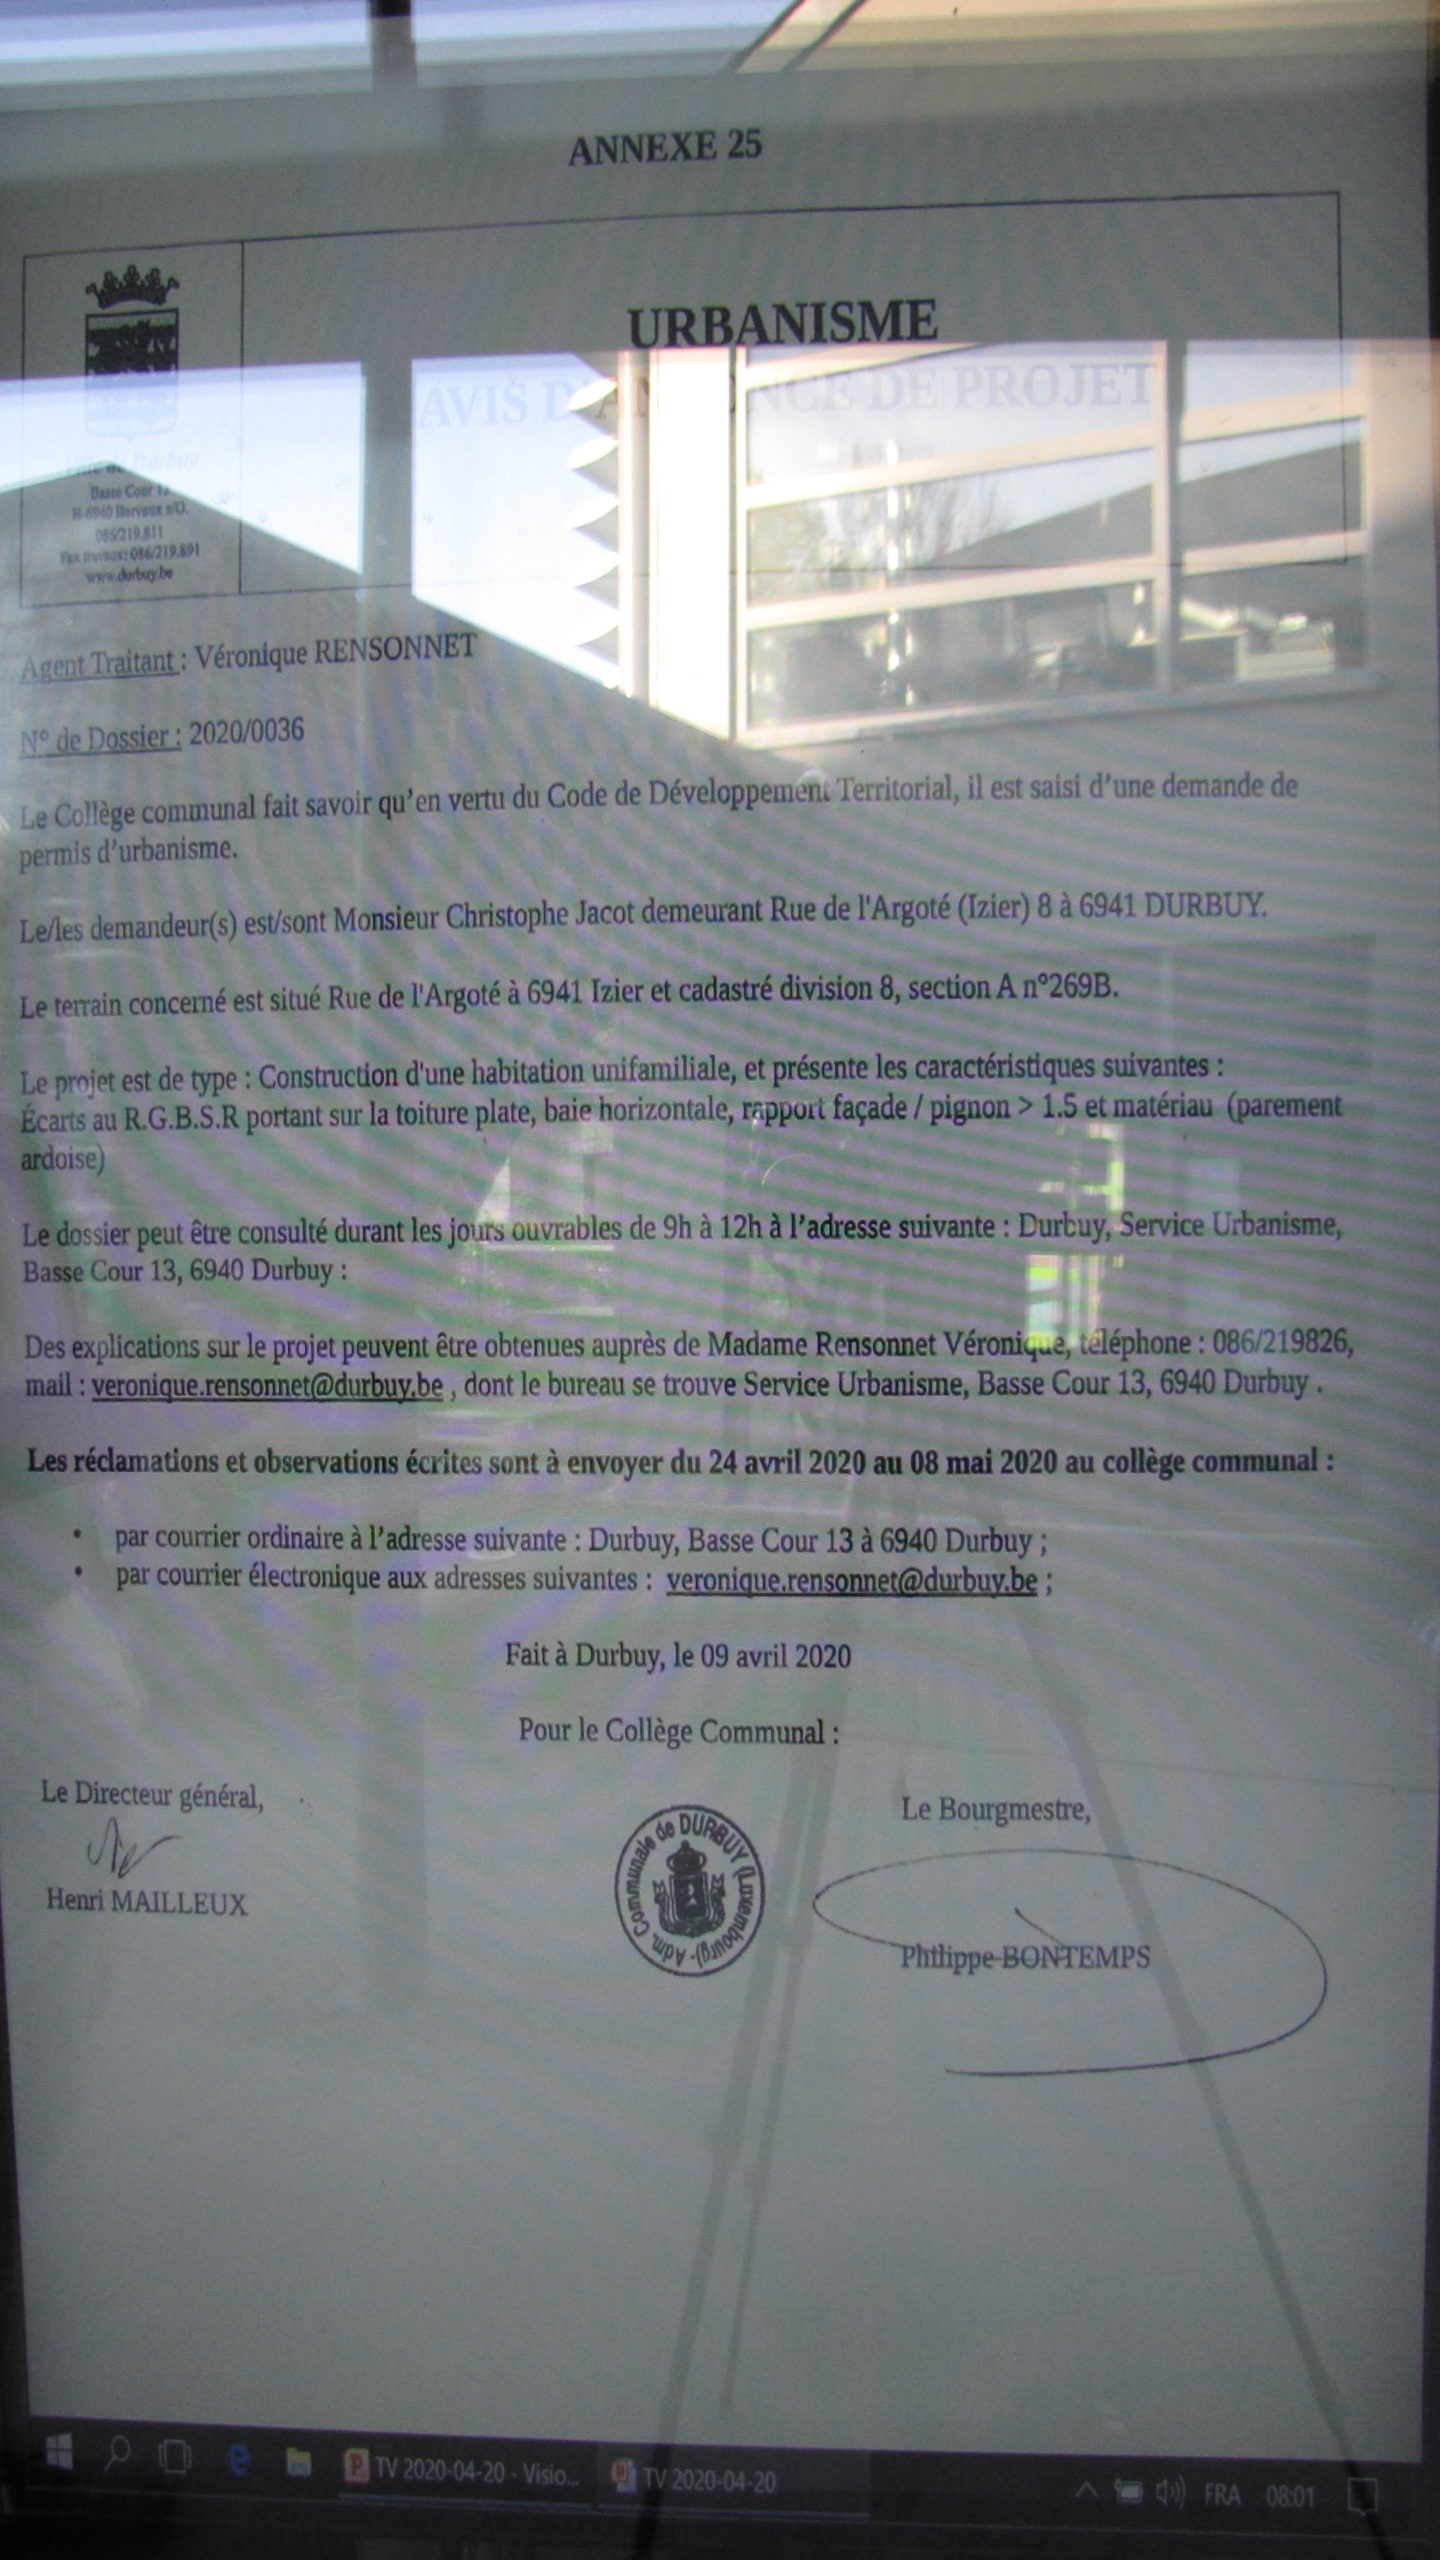 ANNEXE 25
URBANISME
AVIS D'ANNONCE DE PROJET
Ville de Durbuy
Basse Cour 13
B-6940 Barvaux s/O.
086/219.811
Fax travaux: 086/219.891
www.durbuy.be
Agent Traitant : Véronique RENSONNET
N° de Dossier : 2020/0036
Le Collège communal fait savoir qu'en vertu du Code de Développement Territorial, il est saisi d'une demande de
permis d'urbanisme.
Le/les demandeur(s) est/sont Monsieur Christophe Jacot demeurant Rue de l'Argoté (Izier) 8 à 6941 DURBUY.
Le terrain concerné est situé Rue de l'Argoté à 6941 Izier et cadastré division 8, section A n°269B.
Le projet est de type : Construction d'une habitation unifamiliale, et présente les caractéristiques suivantes :
Écarts au R.G.B.S.R portant sur la toiture plate, baie horizontale, rapport façade / pignon > 1.5 et matériau (parement
ardoise)
Le dossier peut être consulté durant les jours ouvrables de 9h à 12h à l'adresse suivante : Durbuy, Service Urbanisme,
Basse Cour 13, 6940 Durbuy :
Des explications sur le projet peuvent être obtenues auprès de Madame Rensonnet Véronique, téléphone : 086/219826,
mail : veronique.rensonnet@durbuy.be , dont le bureau se trouve Service Urbanisme, Basse Cour 13, 6940 Durbuy .
Les réclamations et observations écrites sont à envoyer du 24 avril 2020 au 08 mai 2020 au collège communal :
• par courrier ordinaire à l'adresse suivante : Durbuy, Basse Cour 13 à 6940 Durbuy ;
• par courrier électronique aux adresses suivantes : veronique.rensonnet@durbuy.be ;
Fait à Durbuy, le 09 avril 2020
Pour le Collège Communal :
Le Directeur général,
Le Bourgmestre,
Adm. Communale de DURBUY (Luxembourg)-
Henri MAILLEUX
Philippe BONTEMPS
TV 2020-04-20 - Visio...
TV 2020-04-20
FRA
08:01